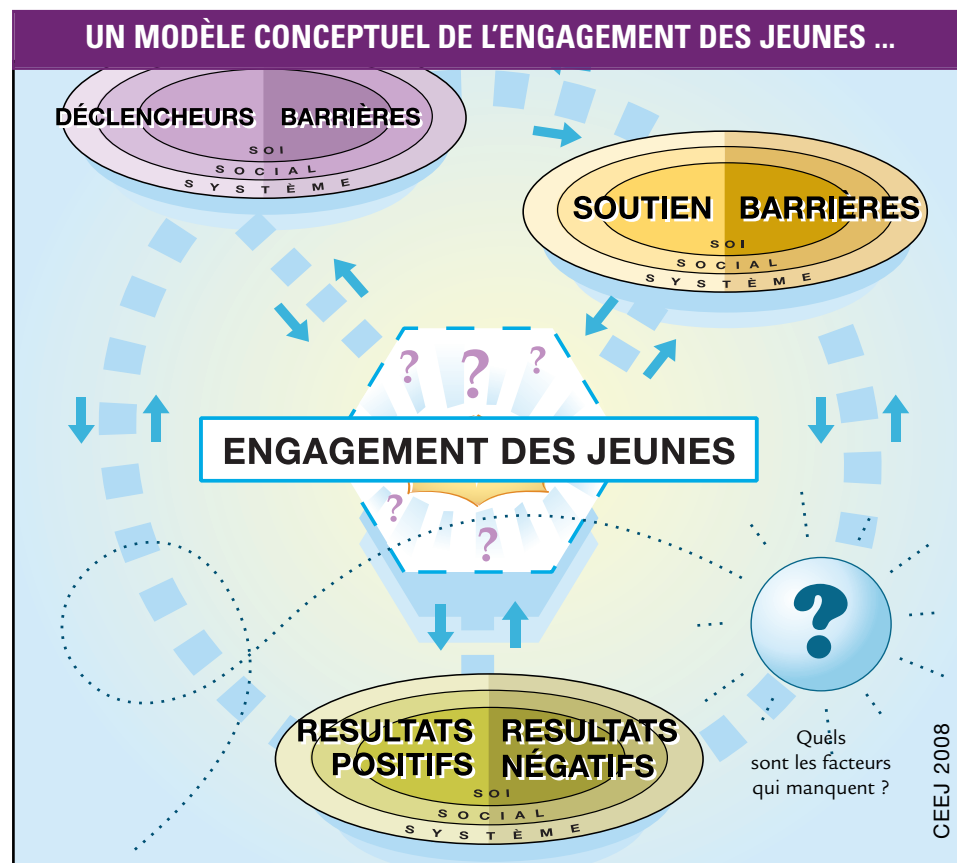 UN MODÈLE CONCEPTUEL DE L'ENGAGEMENT DES JEUNES ...
DÉCLENCHEURS BARRIÈRES
SOI
SOCIAL
SYSTÈME
SOUTIEN BARRIÈRES
SOI
SOCIAL
SYSTÈME
? ? ?
ENGAGEMENT DES JEUNES
?
?
?
RESULTATS RESULTATS
POSITIFS NÉGATIFS
SOI
SOCIAL
SYSTÈME
Quels
sont les facteurs
qui manquent ?
CEEJ 2008